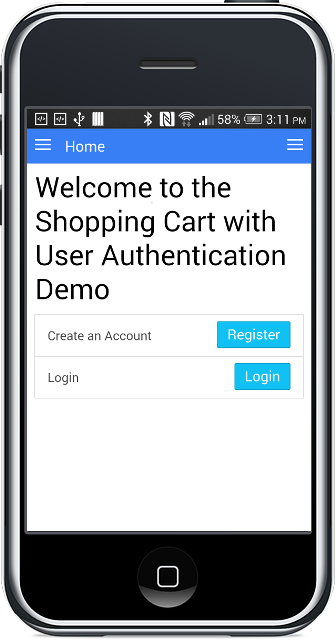 58% 3:11 PM
Home
Welcome to the
Shopping Cart with
User Authentication
Demo
Create an Account Register
Login Login